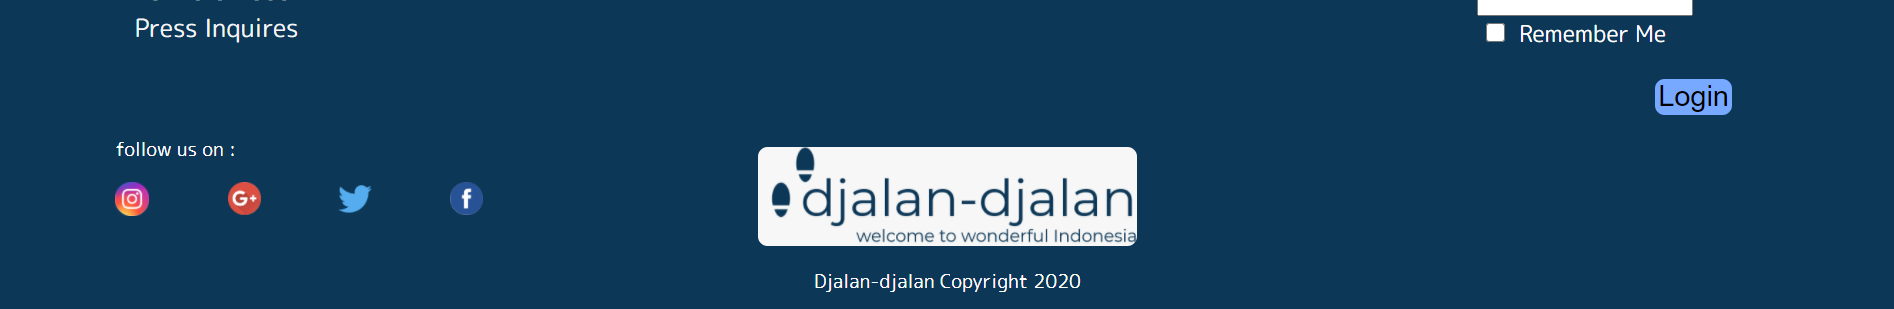 Press Inquires
Remember Me
Login
follow us on :
djalan-djalan
welcome to wonderful Indonesia
Djalan-djalan Copyright 2020